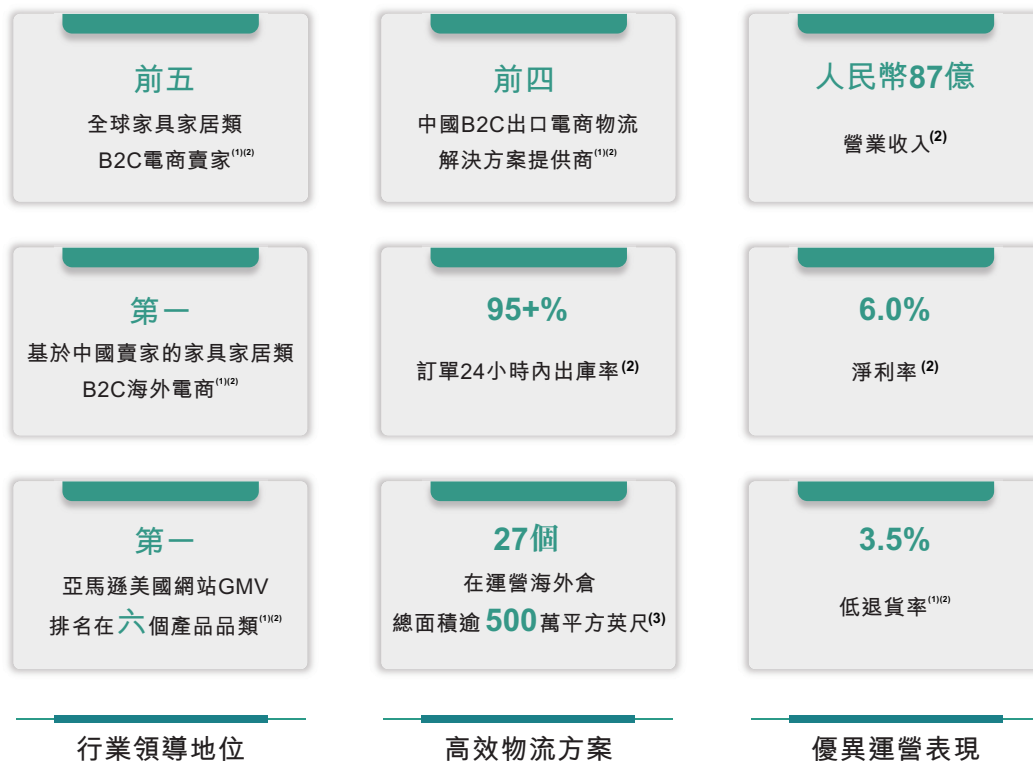 前五
全球家具家居類
B2C電商賣家(1)(2)
前四
中國B2C出口電商物流
解決方案提供商(1)(2)
人民幣87億
營業收入(2)
第一
基於中國賣家的家具家居類
B2C海外電商(1)(2)
95+%
訂單24小時內出庫率(2)
6.0%
淨利率(2)
第一
亞馬遜美國網站GMV
排名在六個產品品類(1)(2)
27個
在運營海外倉
總面積逾500萬平方英尺(3)
3.5%
低退貨率(1)(2)
行業領導地位
高效物流方案
優異運營表現